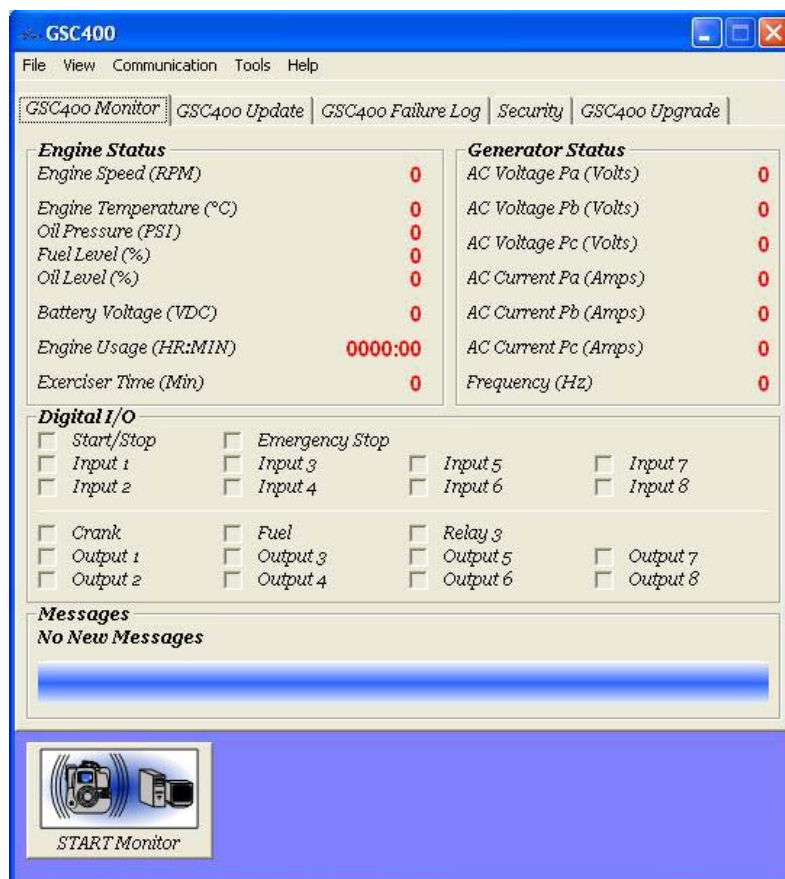 GSC400
File View Communication Tools Help
GSC400 Monitor GSC400 Update GSC400 Failure Log Security GSC400 Upgrade
Engine Status
Engine Speed (RPM) 0
Engine Temperature (°C) 0
Oil Pressure (PSI) 0
Fuel Level (%) 0
Oil Level (%) 0
Battery Voltage (VDC) 0
Engine Usage (HR:MIN) 0000:00
Exerciser Time (Min) 0
Generator Status
AC Voltage Pa (Volts) 0
AC Voltage Pb (Volts) 0
AC Voltage Pc (Volts) 0
AC Current Pa (Amps) 0
AC Current Pb (Amps) 0
AC Current Pc (Amps) 0
Frequency (Hz) 0
Digital I/O
Start/Stop Emergency Stop
Input 1 Input 3 Input 5 Input 7
Input 2 Input 4 Input 6 Input 8
Crank Fuel Relay 3
Output 1 Output 3 Output 5 Output 7
Output 2 Output 4 Output 6 Output 8
Messages
No New Messages
START Monitor